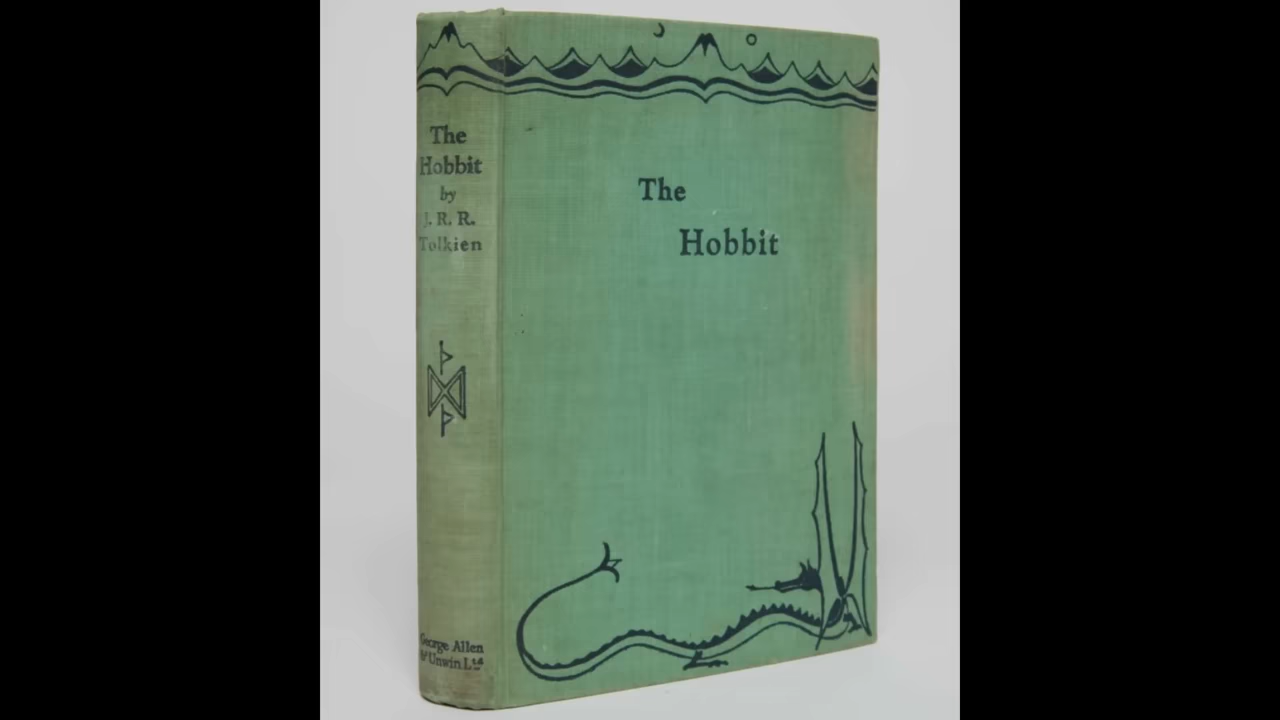 The
Hobbit
by
J. R. R.
Tolkien
George Allen
& Unwin Ltd
The
Hobbit